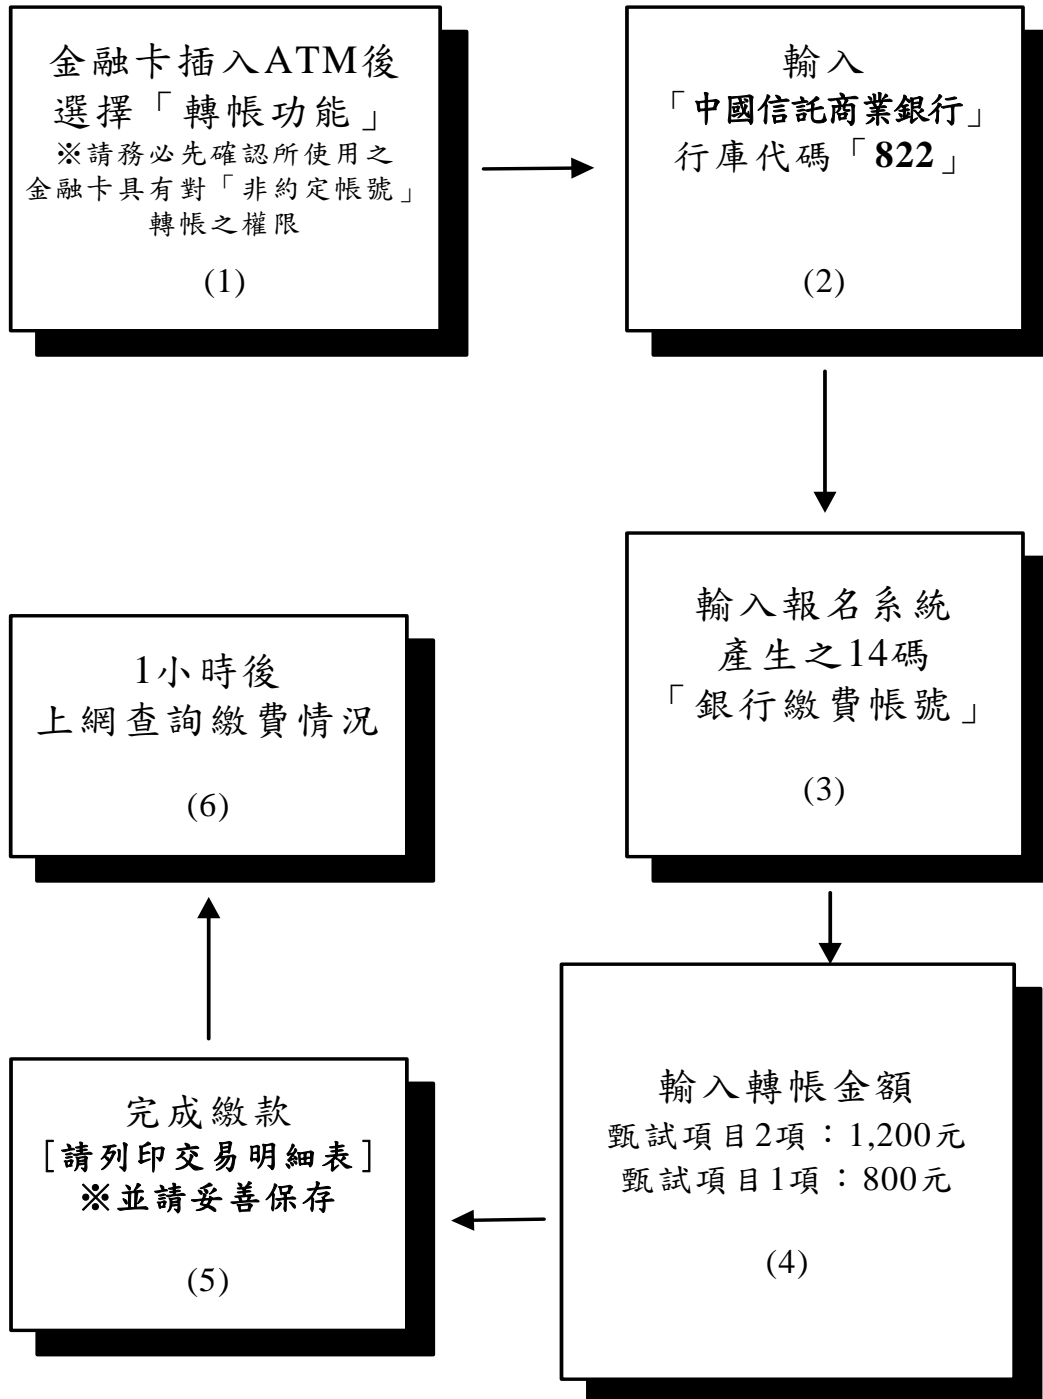 金融卡插入ATM後
選擇「轉帳功能」
※請務必先確認所使用之
金融卡具有對「非約定帳號」
轉帳之權限
(1)
輸入
「中國信託商業銀行」
行庫代碼「822」
(2)
輸入報名系統
產生之14碼
「銀行繳費帳號」
(3)
輸入轉帳金額
甄試項目2項：1,200元
甄試項目1項：800元
(4)
完成繳款
[請列印交易明細表]
※並請妥善保存
(5)
1小時後
上網查詢繳費情況
(6)